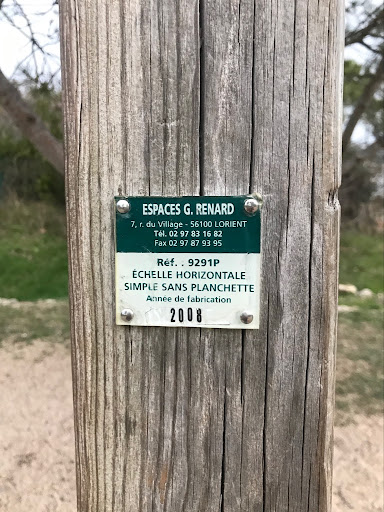 ESPACES G. RENARD
7, r. du Village - 56100 LORIENT
Tél. 02 97 83 16 82
Fax 02 97 87 93 95
Réf. . 9291P
ÉCHELLE HORIZONTALE
SIMPLE SANS PLANCHETTE
Année de fabrication
2008